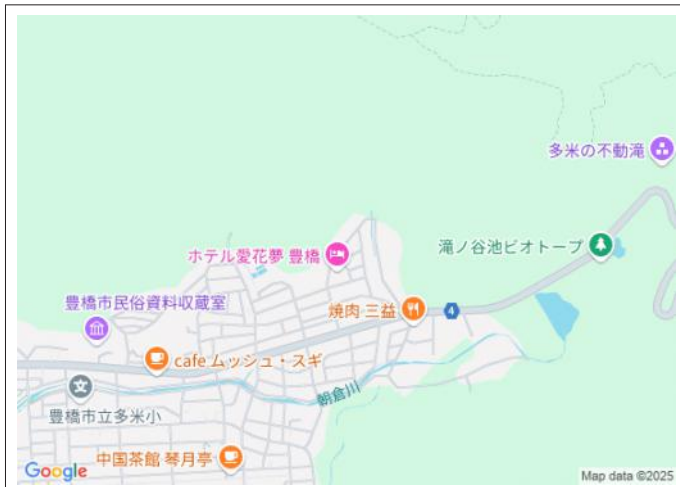 多米の不動滝
滝ノ谷池ビオトープ
ホテル愛花夢 豊橋
豊橋市民俗資料収蔵室
焼肉 三益
4
cafe ムッシュ・スギ
朝倉川
豊橋市立多米小
中国茶館 琴月亭
Google
Map data ©2025